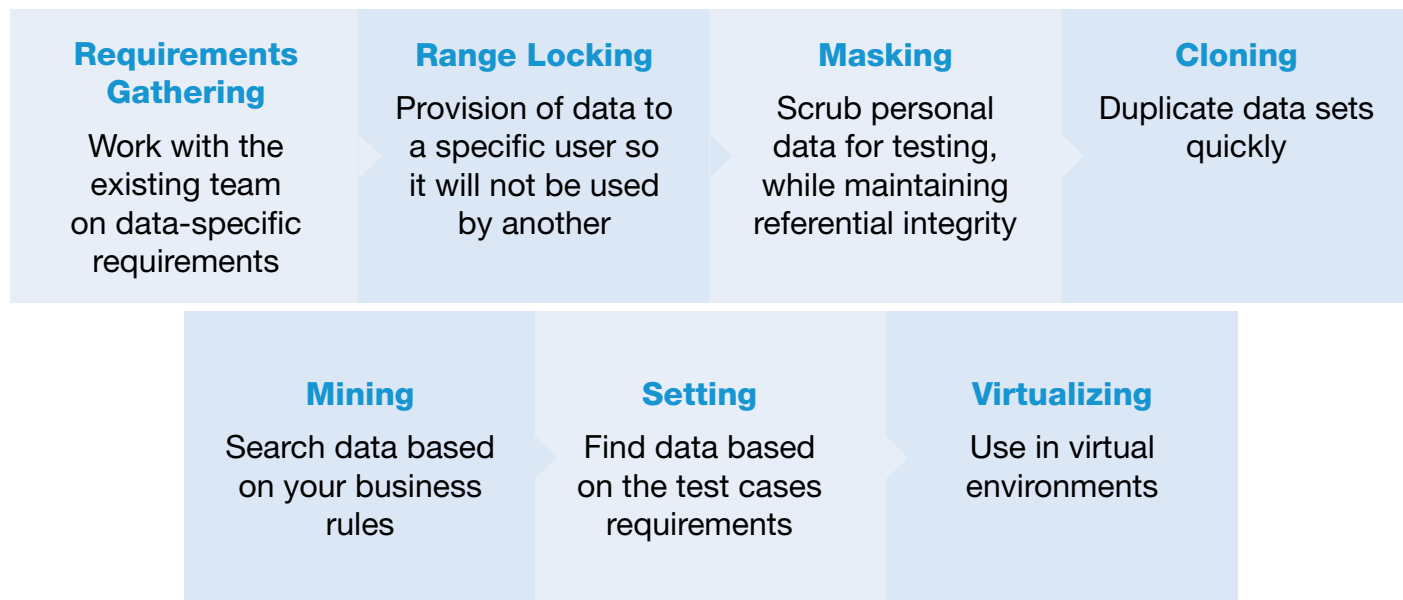 Requirements
Gathering
Work with the
existing team
on data-specific
requirements
Range Locking
Provision of data to
a specific user so
it will not be used
by another
Masking
Scrub personal
data for testing,
while maintaining
referential integrity
Cloning
Duplicate data sets
quickly
Mining
Search data based
on your business
rules
Setting
Find data based
on the test cases
requirements
Virtualizing
Use in virtual
environments